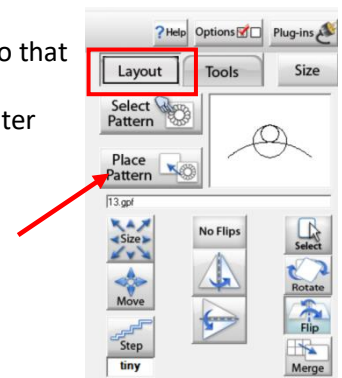 ?Help Options Plug-ins
o that
Layout Tools Size
ter
Select
Pattern
Place
Pattern
13.gpf
Size
No Flips
Select
Move
Rotate
Step
Flip
tiny
Merge